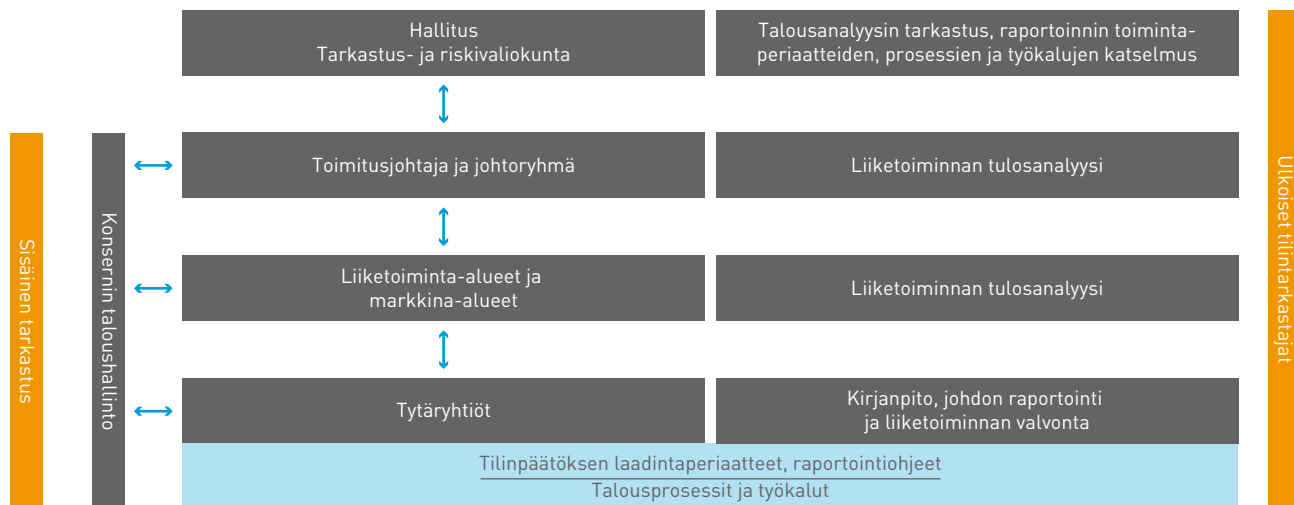 Hallitus
Tarkastus- ja riskivaliokunta
Talousanalyysin tarkastus, raportoinnin toiminta-
periaatteiden, prosessien ja työkalujen katselmus
Toimitusjohtaja ja johtoryhmä
Liiketoiminnan tulosanalyysi
Liiketoiminta-alueet ja
markkina-alueet
Liiketoiminnan tulosanalyysi
Tytäryhtiöt
Kirjanpito, johdon raportointi
ja liiketoiminnan valvonta
Tilinpäätöksen laadintaperiaatteet, raportointiohjeet
Talousprosessit ja työkalut
Sisäinen tarkastus
Konsernin taloushallinto
Ulkoiset tilintarkastajat